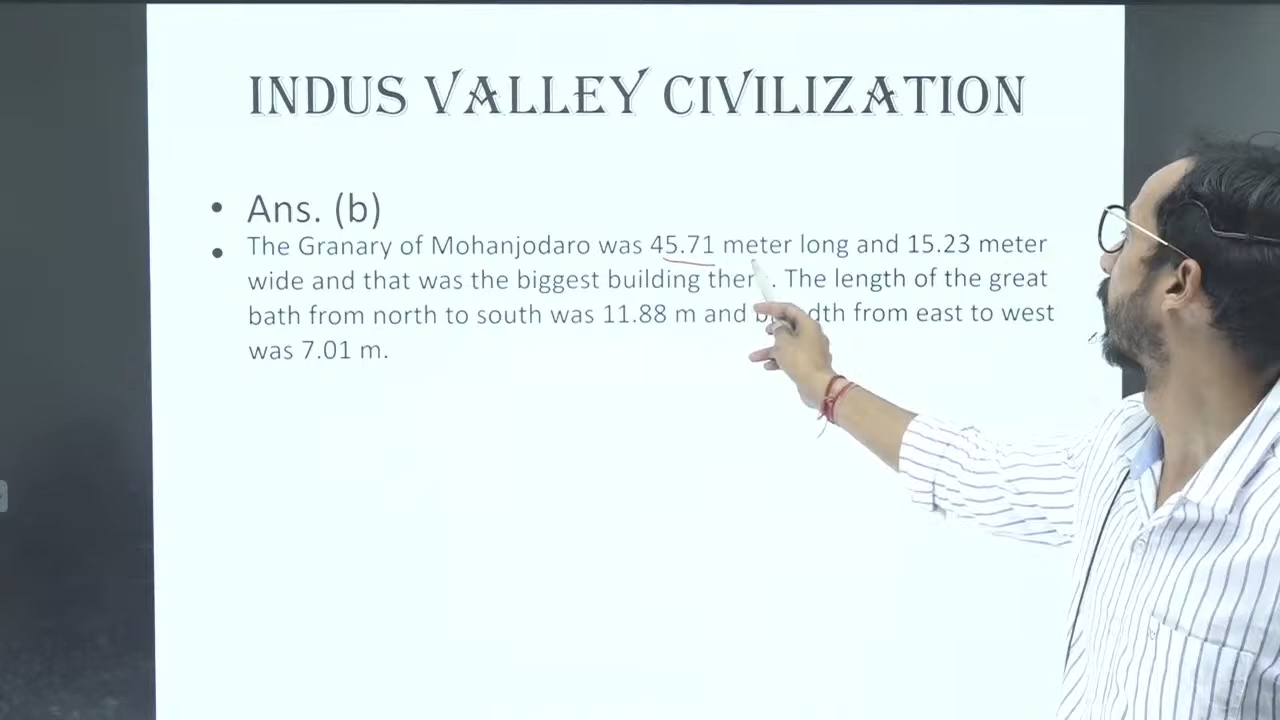 INDUS VALLEY CIVILIZATION
• Ans. (b)
• The Granary of Mohanjodaro was 45.71 meter long and 15.23 meter
wide and that was the biggest building . The length of the great
bath from north to south was 11.88 m and from east to west
was 7.01 m.